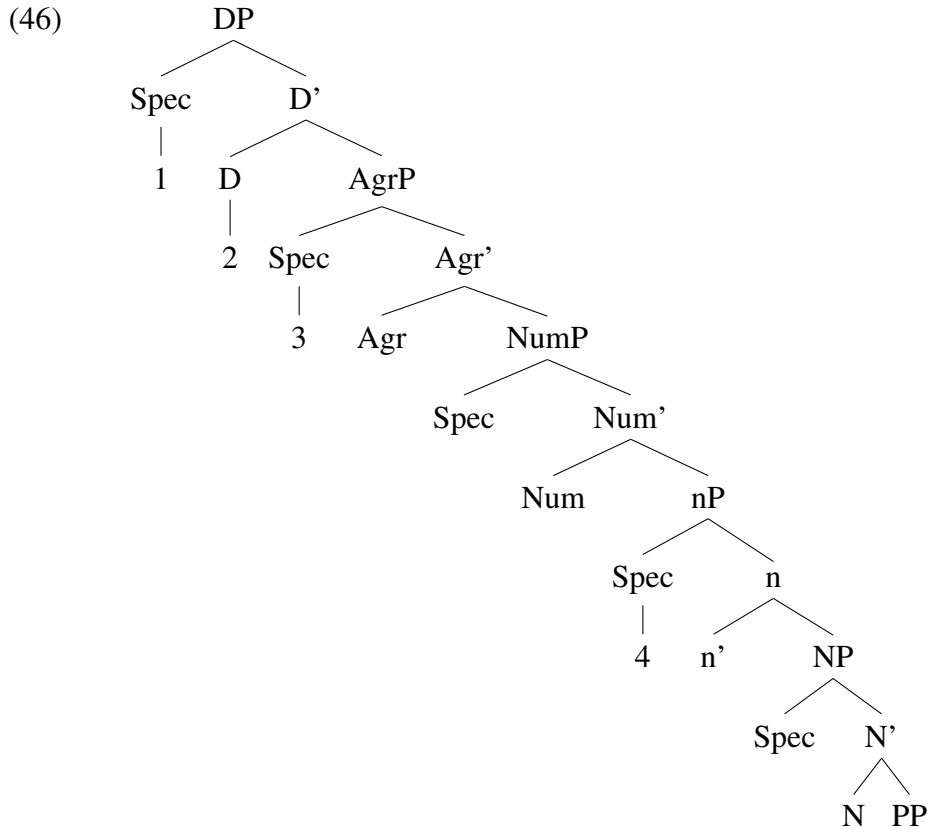 (46) DP
Spec D’
1 D AgrP
2 Spec Agr’
3 Agr NumP
Spec Num’
Num nP
Spec n
4 n’ NP
Spec N’
N PP